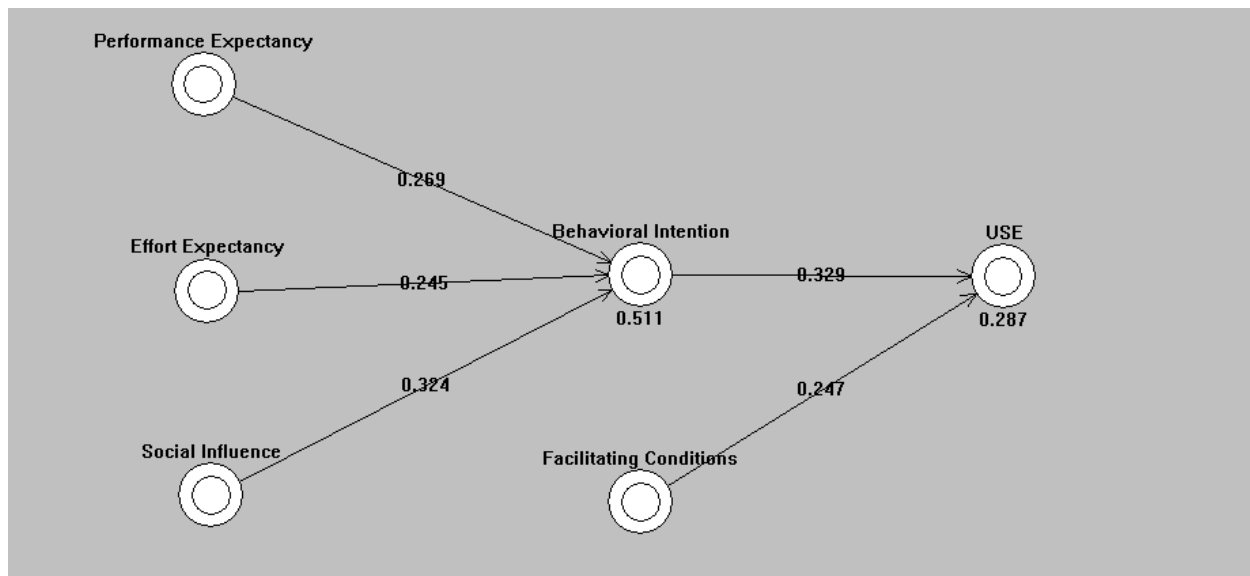 Performance Expectancy
0.269
Effort Expectancy
Behavioral Intention
USE
0.245
0.329
0.511
0.287
0.324
0.247
Social Influence
Facilitating Conditions